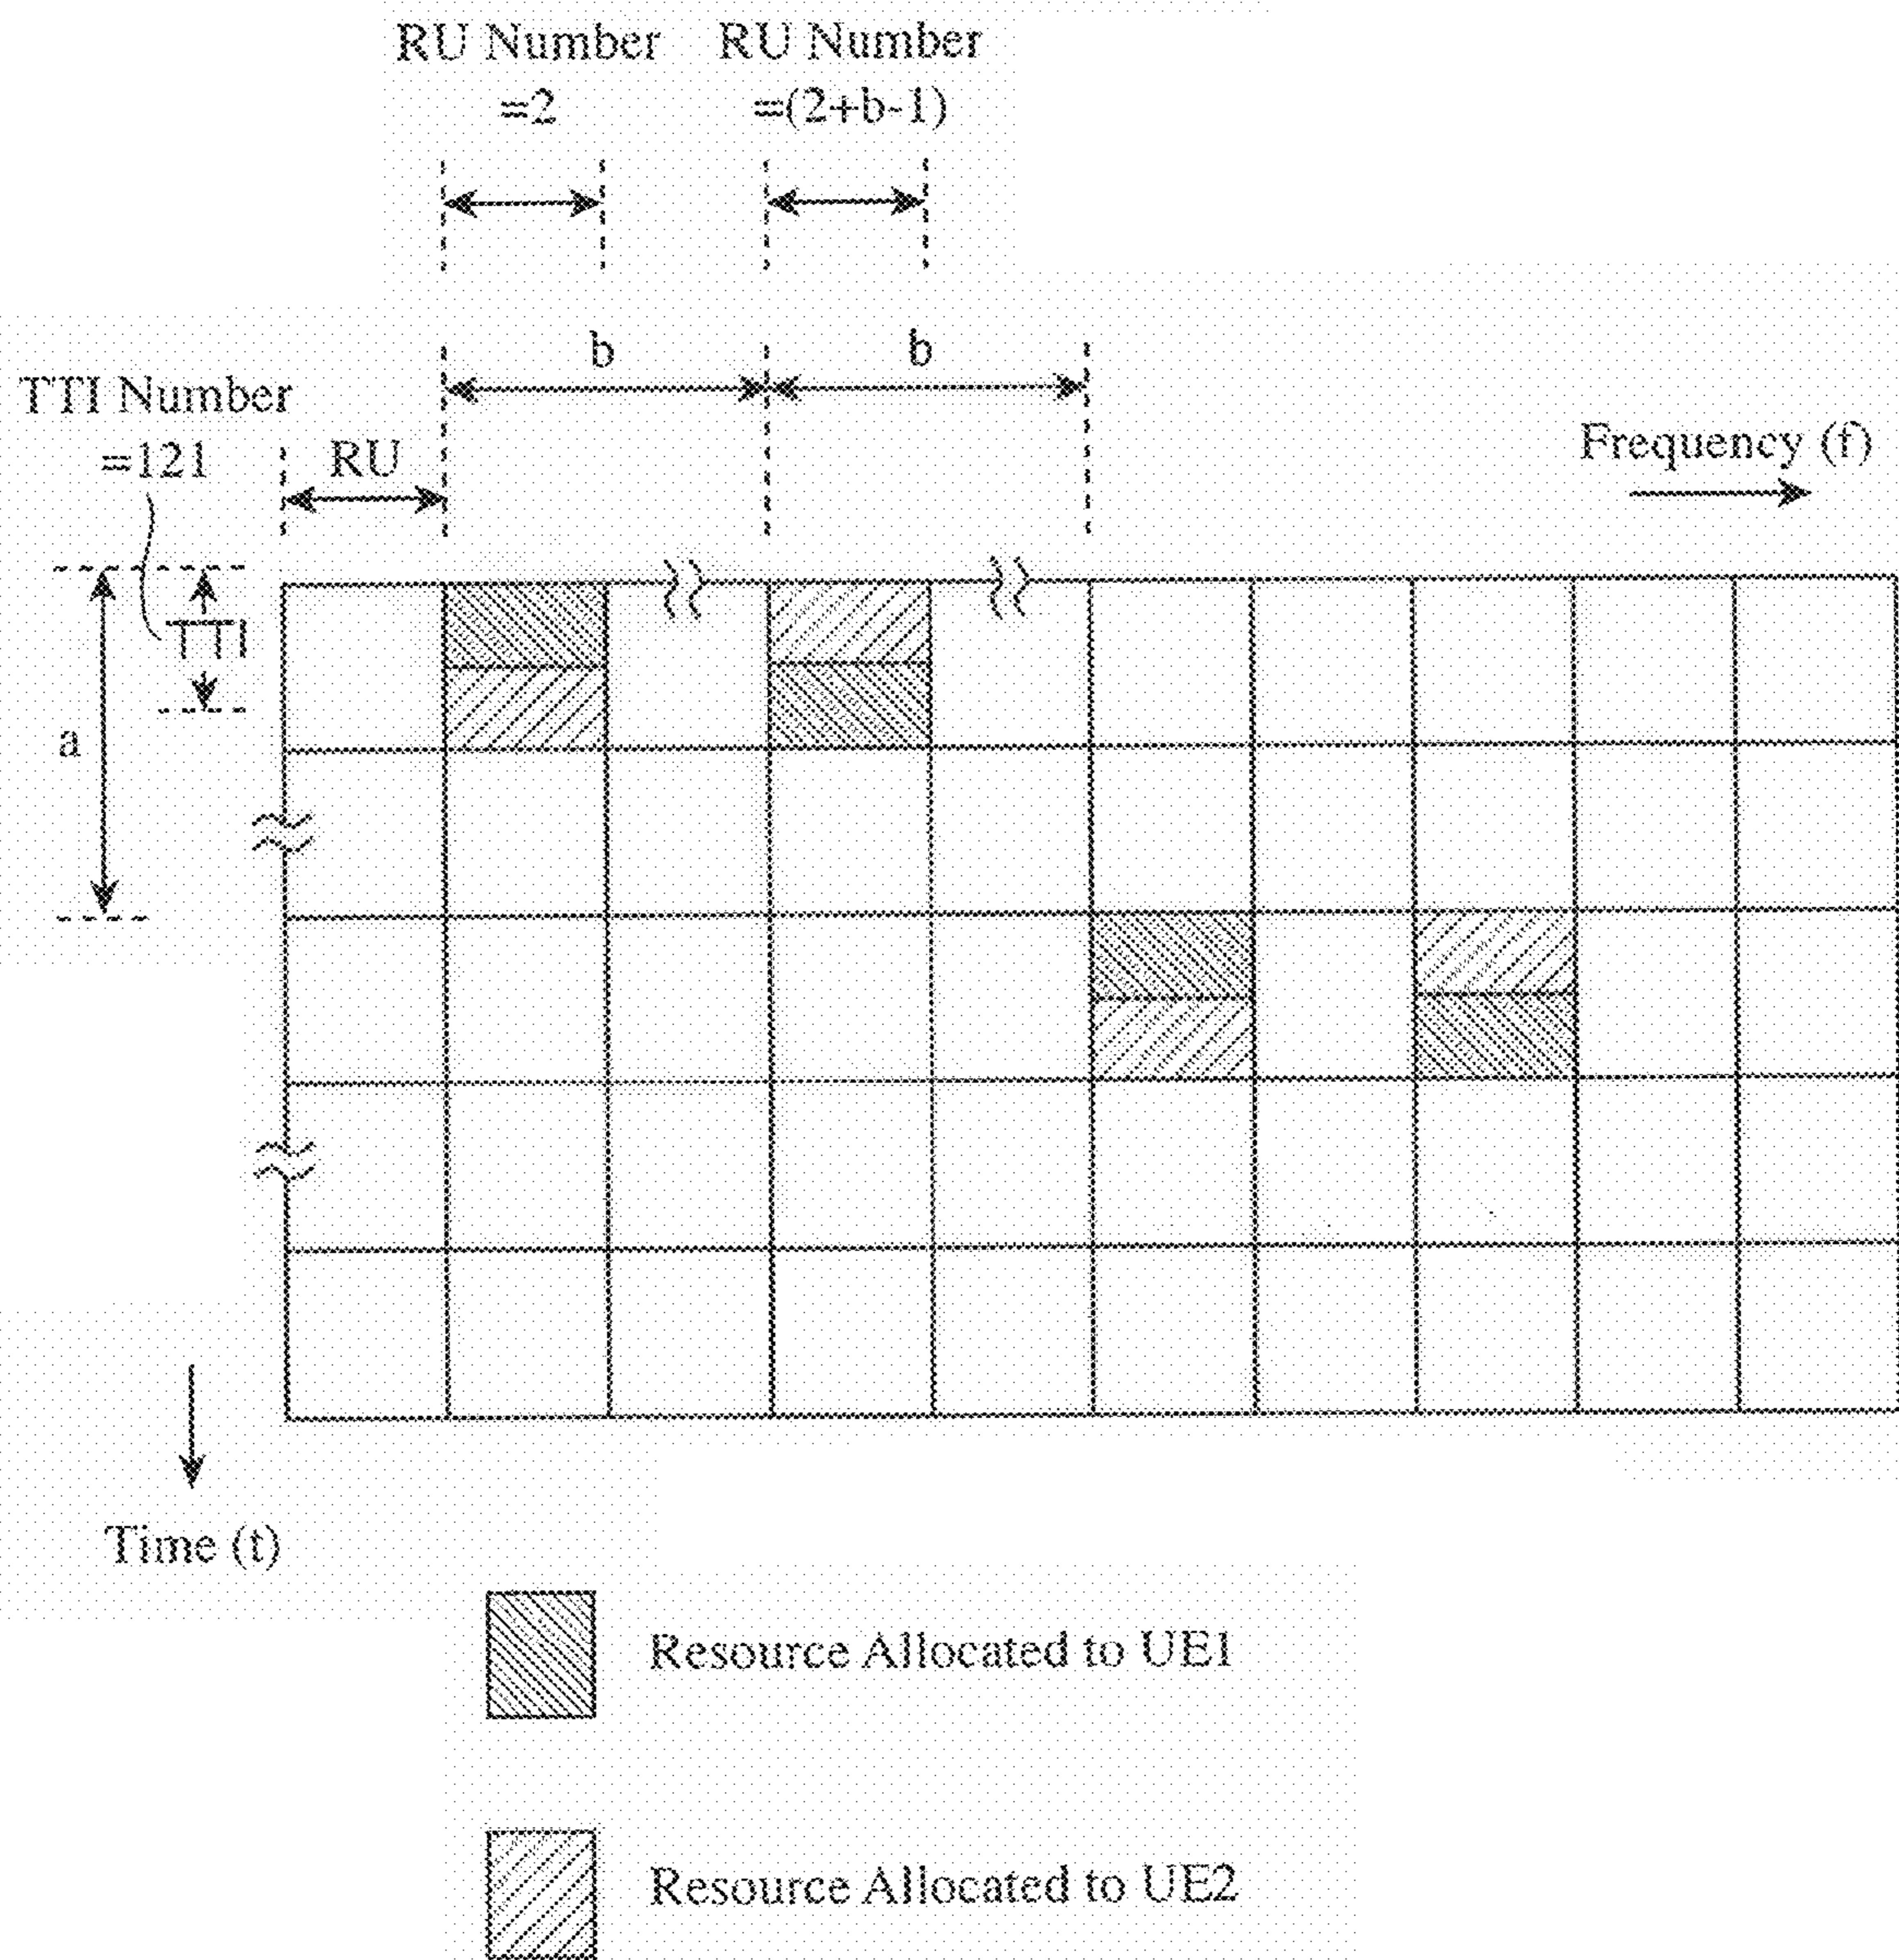 RU Number
=2
RU Number
=(2+b-1)
b
b
TTI Number
=121
RU
Frequency (f)
TTI
a
Time (t)
Resource Allocated to UE1
Resource Allocated to UE2